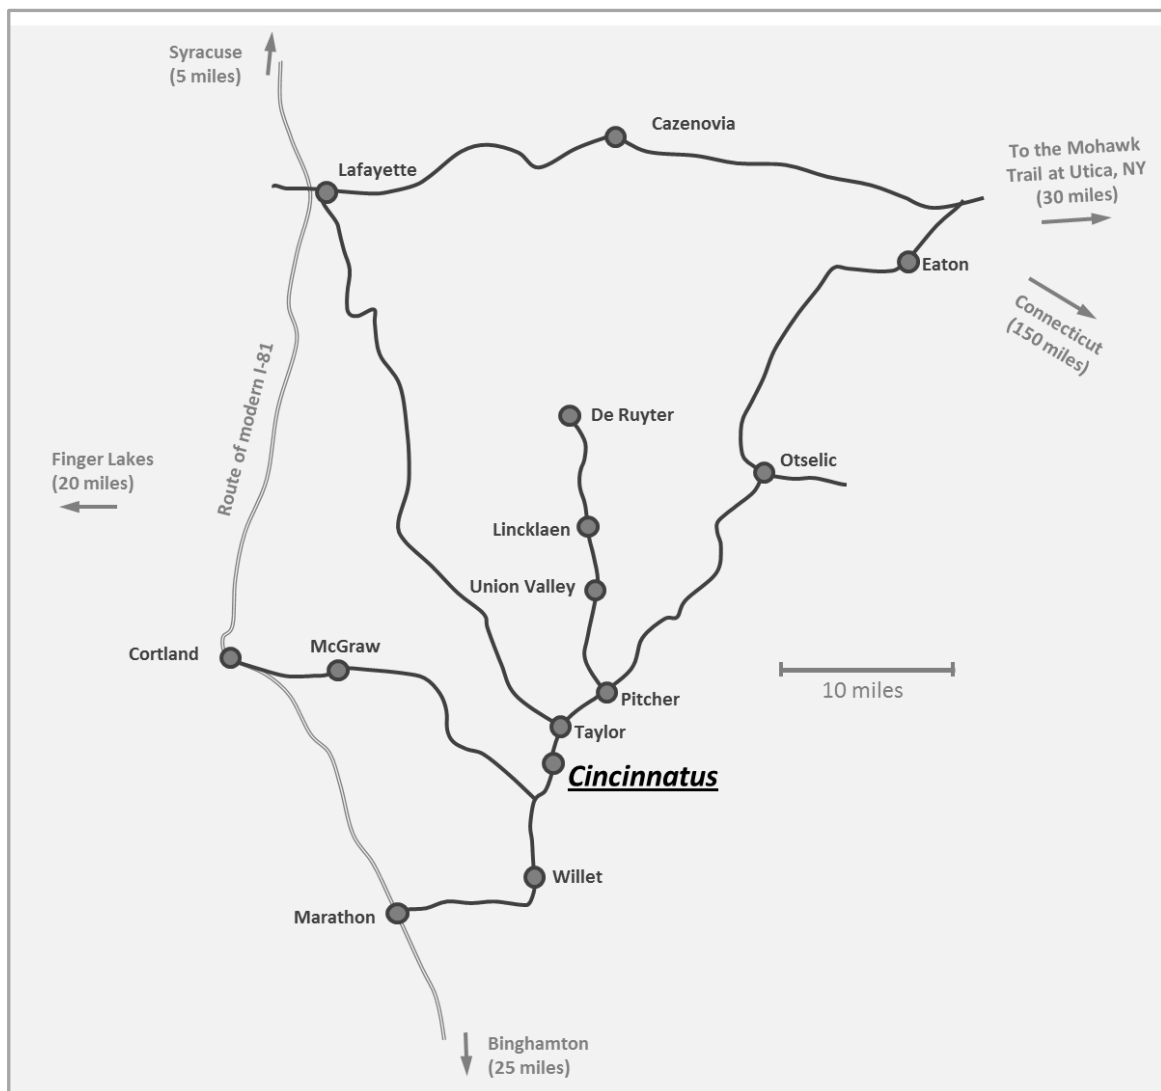 Syracuse
(5 miles)
Cazenovia
To the Mohawk
Trail at Utica, NY
(30 miles)
Lafayette
Eaton
Connecticut
(150 miles)
Route of modern I-81
De Ruyter
Finger Lakes
(20 miles)
Otselic
Lincklaen
Union Valley
Cortland
McGraw
10 miles
Pitcher
Taylor
Cincinnatus
Willet
Marathon
Binghamton
(25 miles)